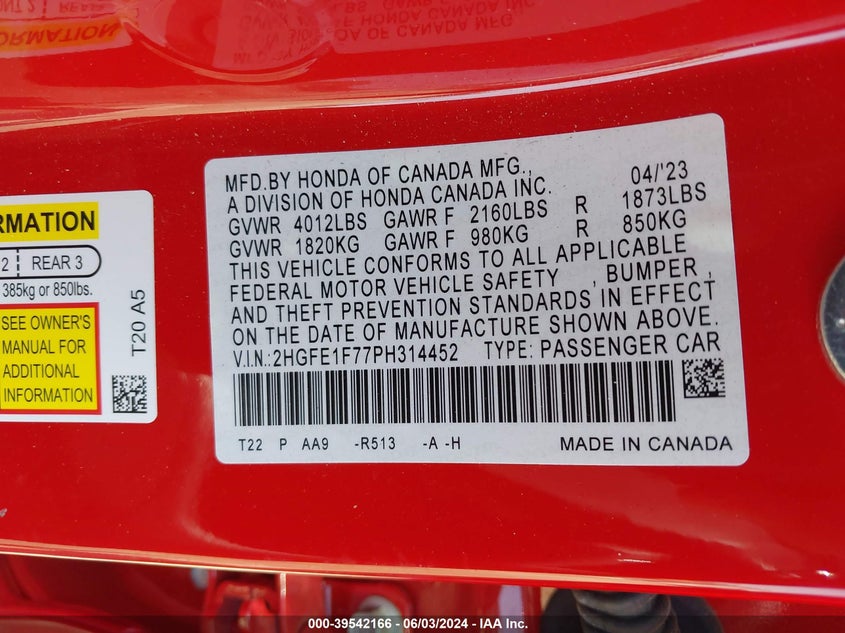 RMATION
2 REAR 3
385kg or 850lbs.
SEE OWNER'S
MANUAL FOR
ADDITIONAL
INFORMATION
T20 A5
MFD.BY HONDA OF CANADA MFG., 04/'23
A DIVISION OF HONDA CANADA INC.
GVWR 4012LBS GAWR F 2160LBS R 1873LBS
GVWR 1820KG GAWR F 980KG R 850KG
THIS VEHICLE CONFORMS TO ALL APPLICABLE
FEDERAL MOTOR VEHICLE SAFETY , BUMPER ,
AND THEFT PREVENTION STANDARDS IN EFFECT
ON THE DATE OF MANUFACTURE SHOWN ABOVE.
V.I.N.:2HGFE1F77PH314452 TYPE: PASSENGER CAR
T22 P AA9 -R513 -A -H MADE IN CANADA
000-39542166 - 06/03/2024 - IAA Inc.